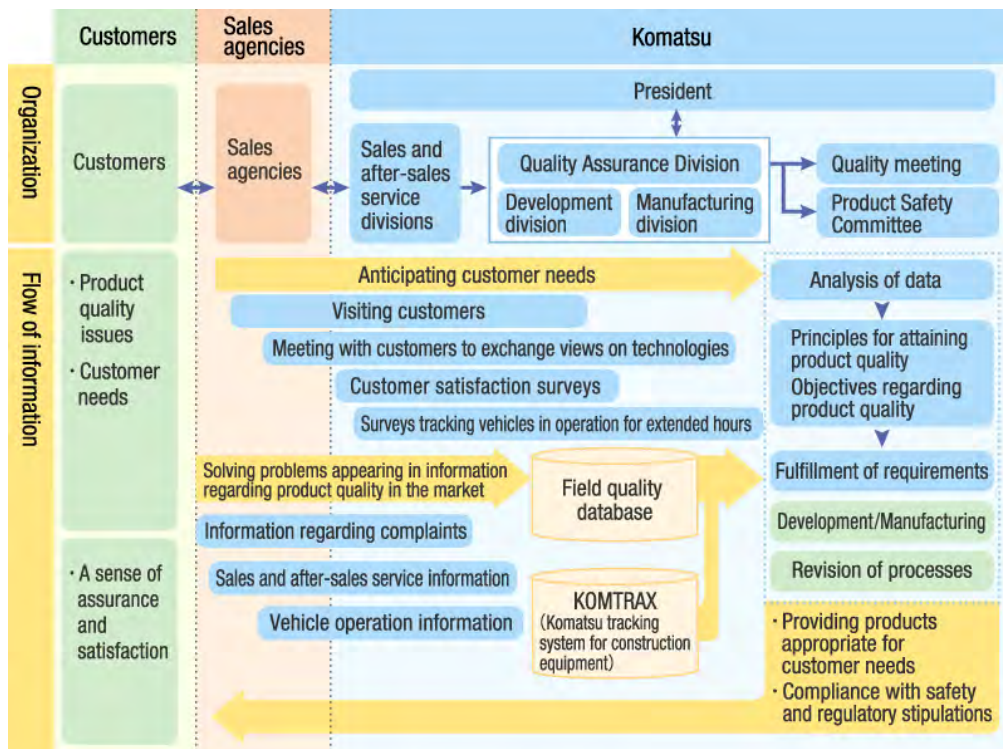 Customers
Sales
agencies
Komatsu
Organization
Customers
Sales
agencies
President
Sales and
after-sales
service
divisions
Quality Assurance Division
Development
division
Manufacturing
division
Quality meeting
Product Safety
Committee
Flow of information
・Product
quality
issues
・Customer
needs
・A sense of
assurance
and
satisfaction
Anticipating customer needs
Visiting customers
Meeting with customers to exchange views on technologies
Customer satisfaction surveys
Surveys tracking vehicles in operation for extended hours
Solving problems appearing in information
regarding product quality in the market
Information regarding complaints
Sales and after-sales service information
Vehicle operation information
Field quality
database
KOMTRAX
(Komatsu tracking
system for construction
equipment)
Analysis of data
Principles for attaining
product quality
Objectives regarding
product quality
Fulfillment of requirements
Development/Manufacturing
Revision of processes
・Providing products
appropriate for
customer needs
・Compliance with safety
and regulatory stipulations